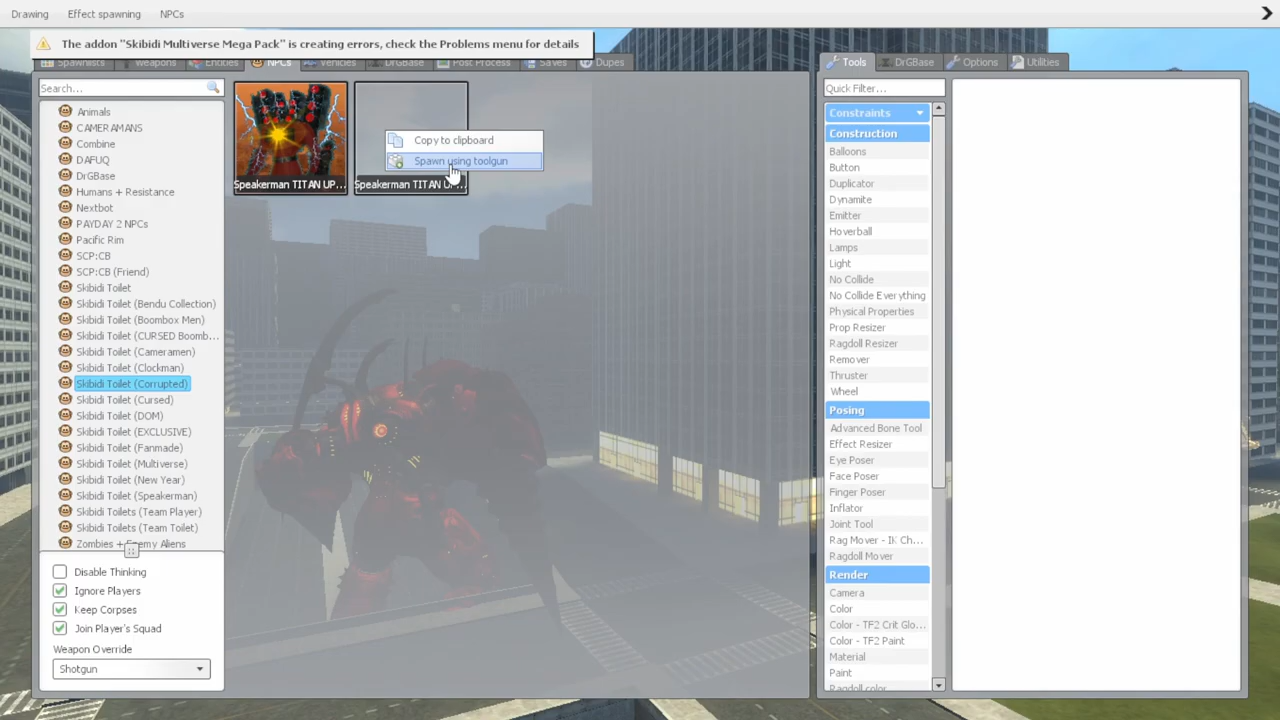 Drawing
Effect spawning
NPCs
The addon "Skibidi Multiverse Mega Pack" is creating errors, check the Problems menu for details
Spawnlists
Weapons
Entities
NPCs
Vehicles
DrGBase
Post Process
Saves
Dupes
Tools
DrGBase
Options
Utilities
Search...
Animals
CAMERAMANS
Combine
DAFUQ
DrGBase
Humans + Resistance
Nextbot
PAYDAY 2 NPCs
Pacific Rim
SCP:CB
SCP:CB (Friend)
Skibidi Toilet
Skibidi Toilet (Bendu Collection)
Skibidi Toilet (Boombox Men)
Skibidi Toilet (CURSED Boomb...
Skibidi Toilet (Cameramen)
Skibidi Toilet (Clockman)
Skibidi Toilet (Corrupted)
Skibidi Toilet (Cursed)
Skibidi Toilet (DOM)
Skibidi Toilet (EXCLUSIVE)
Skibidi Toilet (Fanmade)
Skibidi Toilet (Multiverse)
Skibidi Toilet (New Year)
Skibidi Toilet (Speakerman)
Skibidi Toilets (Team Player)
Skibidi Toilets (Team Toilet)
Zombies + Enemy Aliens
Disable Thinking
Ignore Players
Keep Corpses
Join Player's Squad
Weapon Override
Shotgun
Speakerman TITAN UP...
Speakerman TITAN UP...
Copy to clipboard
Spawn using toolgun
Quick Filter...
Constraints
Construction
Balloons
Button
Duplicator
Dynamite
Emitter
Hoverball
Lamps
Light
No Collide
No Collide Everything
Physical Properties
Prop Resizer
Ragdoll Resizer
Remover
Thruster
Wheel
Posing
Advanced Bone Tool
Effect Resizer
Eye Poser
Face Poser
Finger Poser
Inflator
Joint Tool
Rag Mover - IK Ch...
Ragdoll Mover
Render
Camera
Color
Color - TF2 Crit Glo...
Color - TF2 Paint
Material
Paint
Ragdoll color